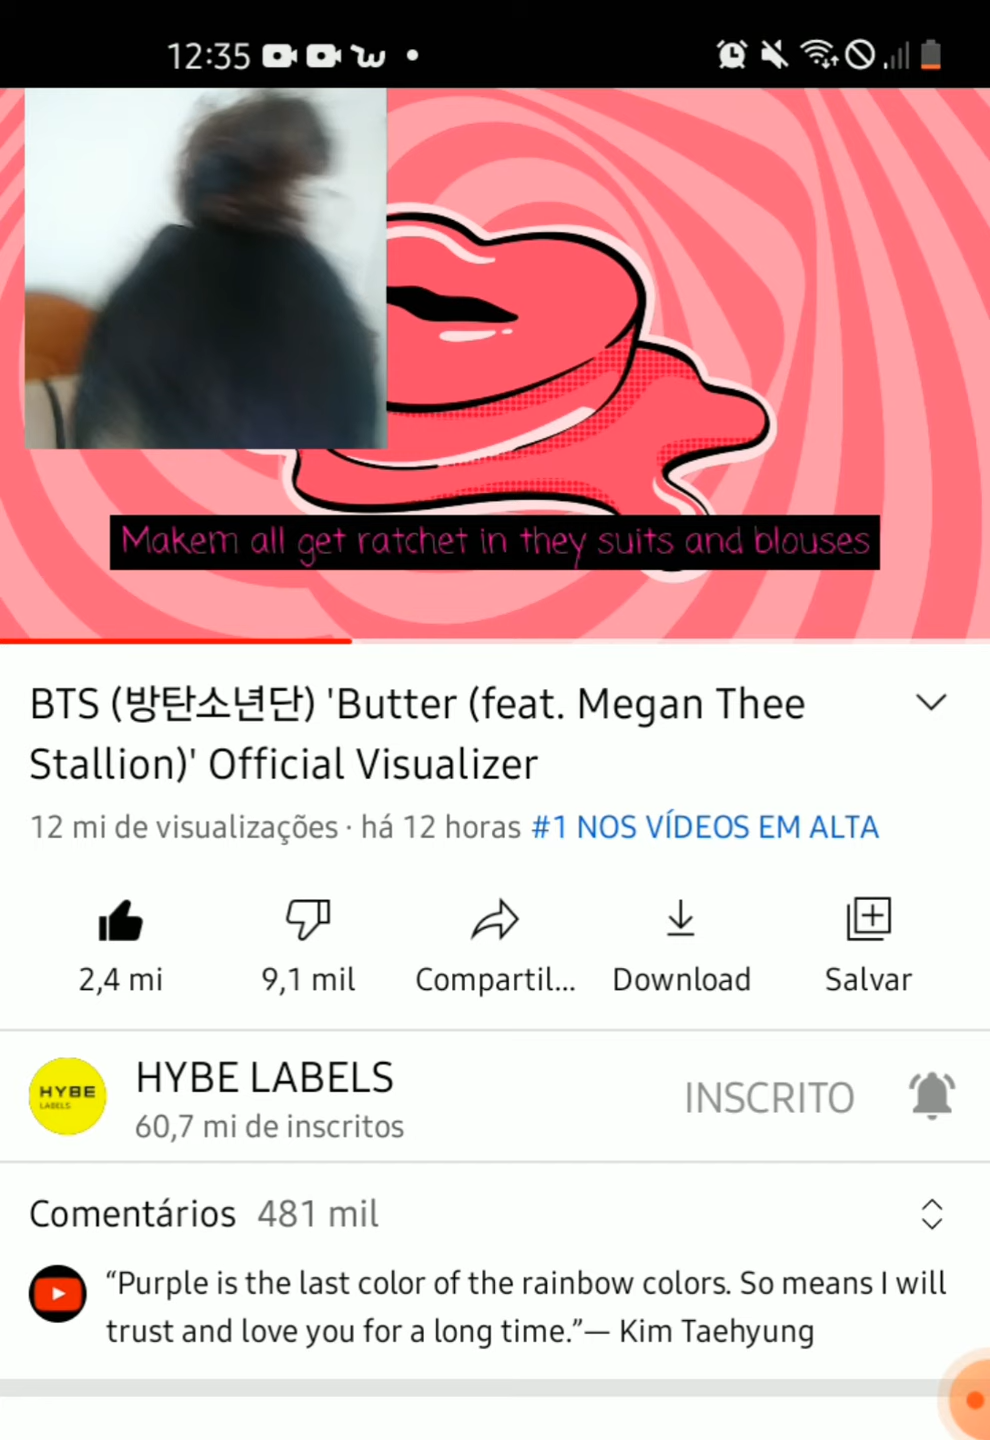 12:35
Makem all get ratchet in they suits and blouses
BTS (방탄소년단) 'Butter (feat. Megan Thee
Stallion)' Official Visualizer
12 mi de visualizações · há 12 horas #1 NOS VÍDEOS EM ALTA
2,4 mi 9,1 mil Compartil... Download Salvar
HYBE
LABELS
HYBE LABELS
60,7 mi de inscritos
INSCRITO
Comentários 481 mil
“Purple is the last color of the rainbow colors. So means I will
trust and love you for a long time.”— Kim Taehyung